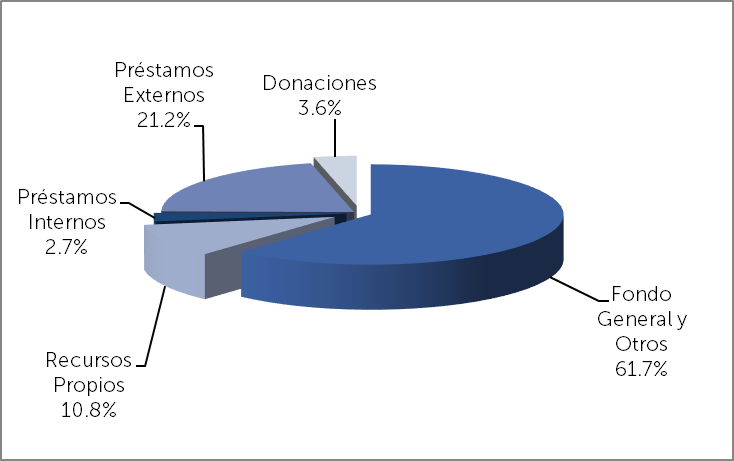 Préstamos
Externos
21.2%
Donaciones
3.6%
Préstamos
Internos
2.7%
Recursos
Propios
10.8%
Fondo
General y
Otros
61.7%